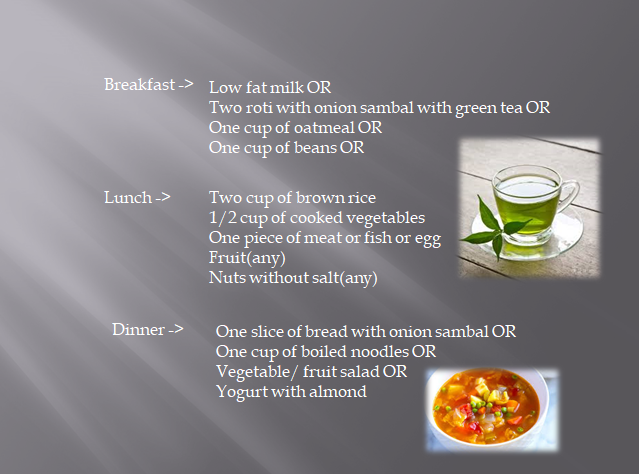 Breakfast -> Low fat milk OR
Two roti with onion sambal with green tea OR
One cup of oatmeal OR
One cup of beans OR
Lunch -> Two cup of brown rice
1/2 cup of cooked vegetables
One piece of meat or fish or egg
Fruit(any)
Nuts without salt(any)
Dinner -> One slice of bread with onion sambal OR
One cup of boiled noodles OR
Vegetable/ fruit salad OR
Yogurt with almond